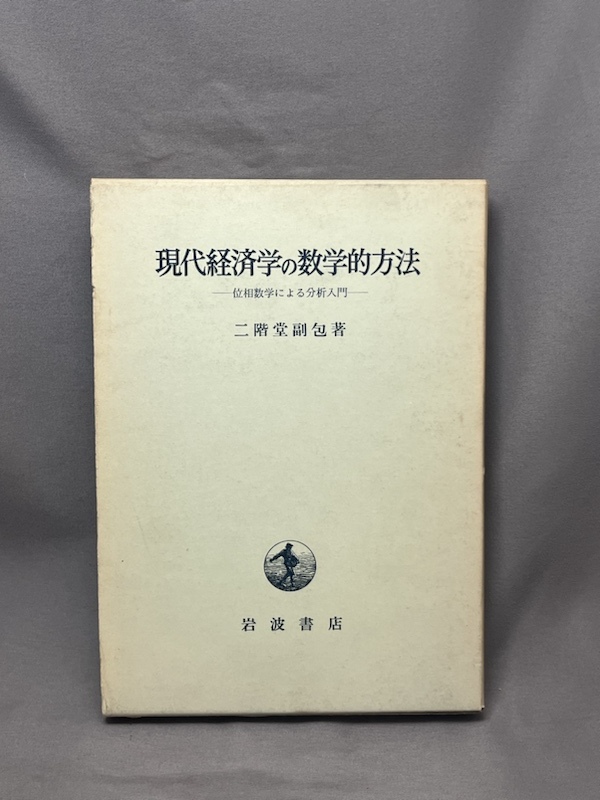 現代経済学の数学的方法
——位相数学による分析入門——
二階堂副包著
岩波書店